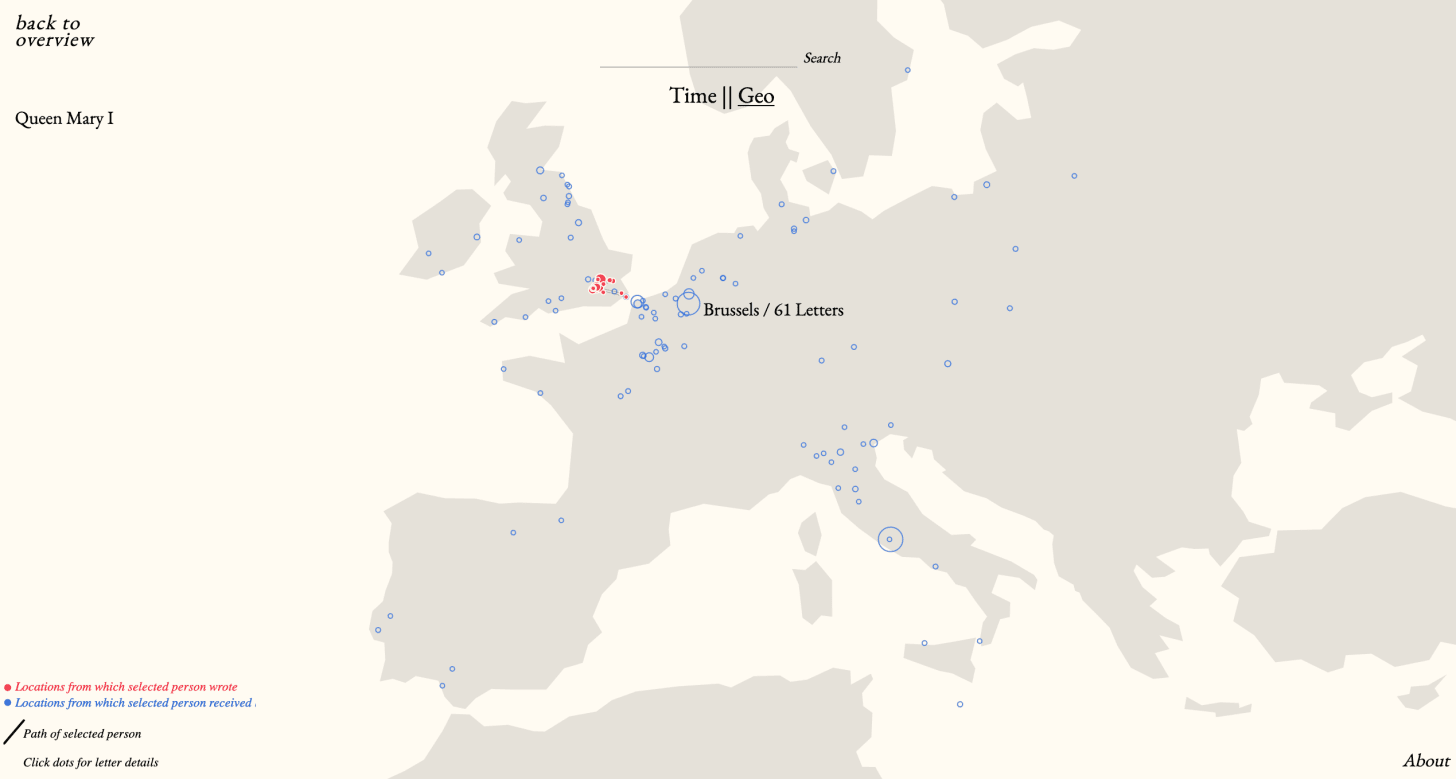 back to
overview
Search
Time || Geo
Queen Mary I
Brussels / 61 Letters
Locations from which selected person wrote
Locations from which selected person received
Path of selected person
Click dots for letter details
About